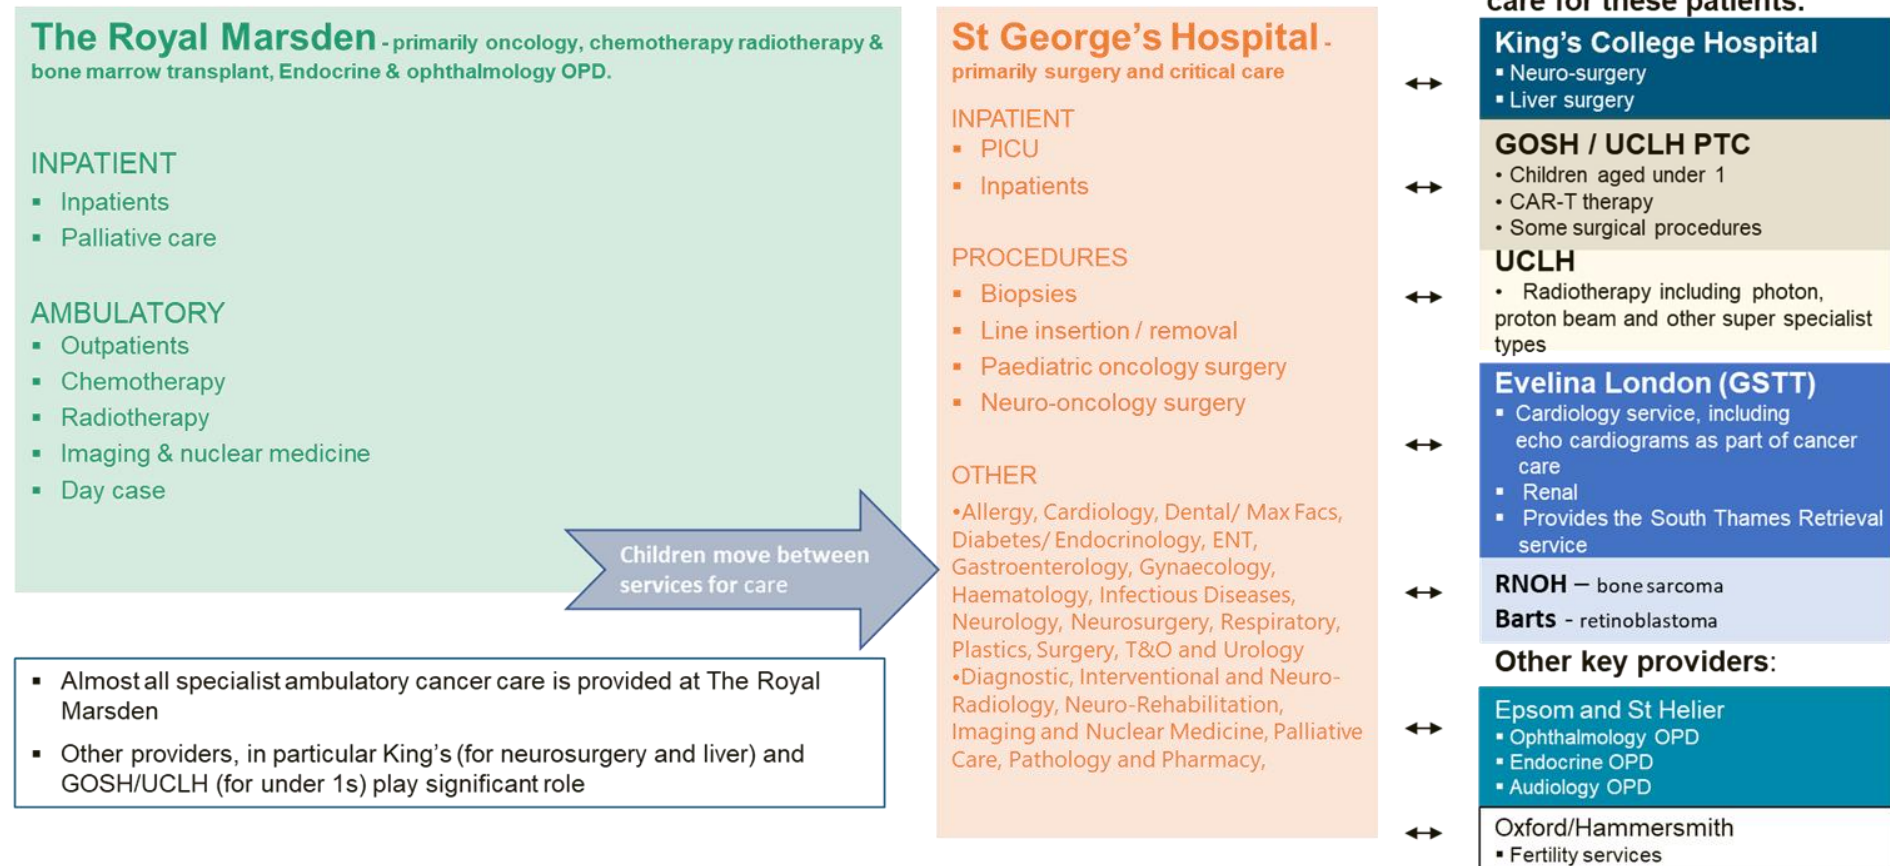 The Royal Marsden - primarily oncology, chemotherapy radiotherapy &
bone marrow transplant, Endocrine & ophthalmology OPD.
INPATIENT
▪ Inpatients
▪ Palliative care
AMBULATORY
▪ Outpatients
▪ Chemotherapy
▪ Radiotherapy
▪ Imaging & nuclear medicine
▪ Day case
Children move between
services for care
▪ Almost all specialist ambulatory cancer care is provided at The Royal
Marsden
▪ Other providers, in particular King's (for neurosurgery and liver) and
GOSH/UCLH (for under 1s) play significant role
St George's Hospital -
primarily surgery and critical care
INPATIENT
▪ PICU
▪ Inpatients
PROCEDURES
▪ Biopsies
▪ Line insertion / removal
▪ Paediatric oncology surgery
▪ Neuro-oncology surgery
OTHER
•Allergy, Cardiology, Dental/ Max Facs,
Diabetes/ Endocrinology, ENT,
Gastroenterology, Gynaecology,
Haematology, Infectious Diseases,
Neurology, Neurosurgery, Respiratory,
Plastics, Surgery, T&O and Urology
•Diagnostic, Interventional and Neuro-
Radiology, Neuro-Rehabilitation,
Imaging and Nuclear Medicine, Palliative
Care, Pathology and Pharmacy,
care for these patients:
King's College Hospital
▪ Neuro-surgery
▪ Liver surgery
GOSH / UCLH PTC
• Children aged under 1
• CAR-T therapy
• Some surgical procedures
UCLH
• Radiotherapy including photon,
proton beam and other super specialist
types
Evelina London (GSTT)
▪ Cardiology service, including
echo cardiograms as part of cancer
care
▪ Renal
▪ Provides the South Thames Retrieval
service
RNOH – bone sarcoma
Barts - retinoblastoma
Other key providers:
Epsom and St Helier
▪ Ophthalmology OPD
▪ Endocrine OPD
▪ Audiology OPD
Oxford/Hammersmith
▪ Fertility services